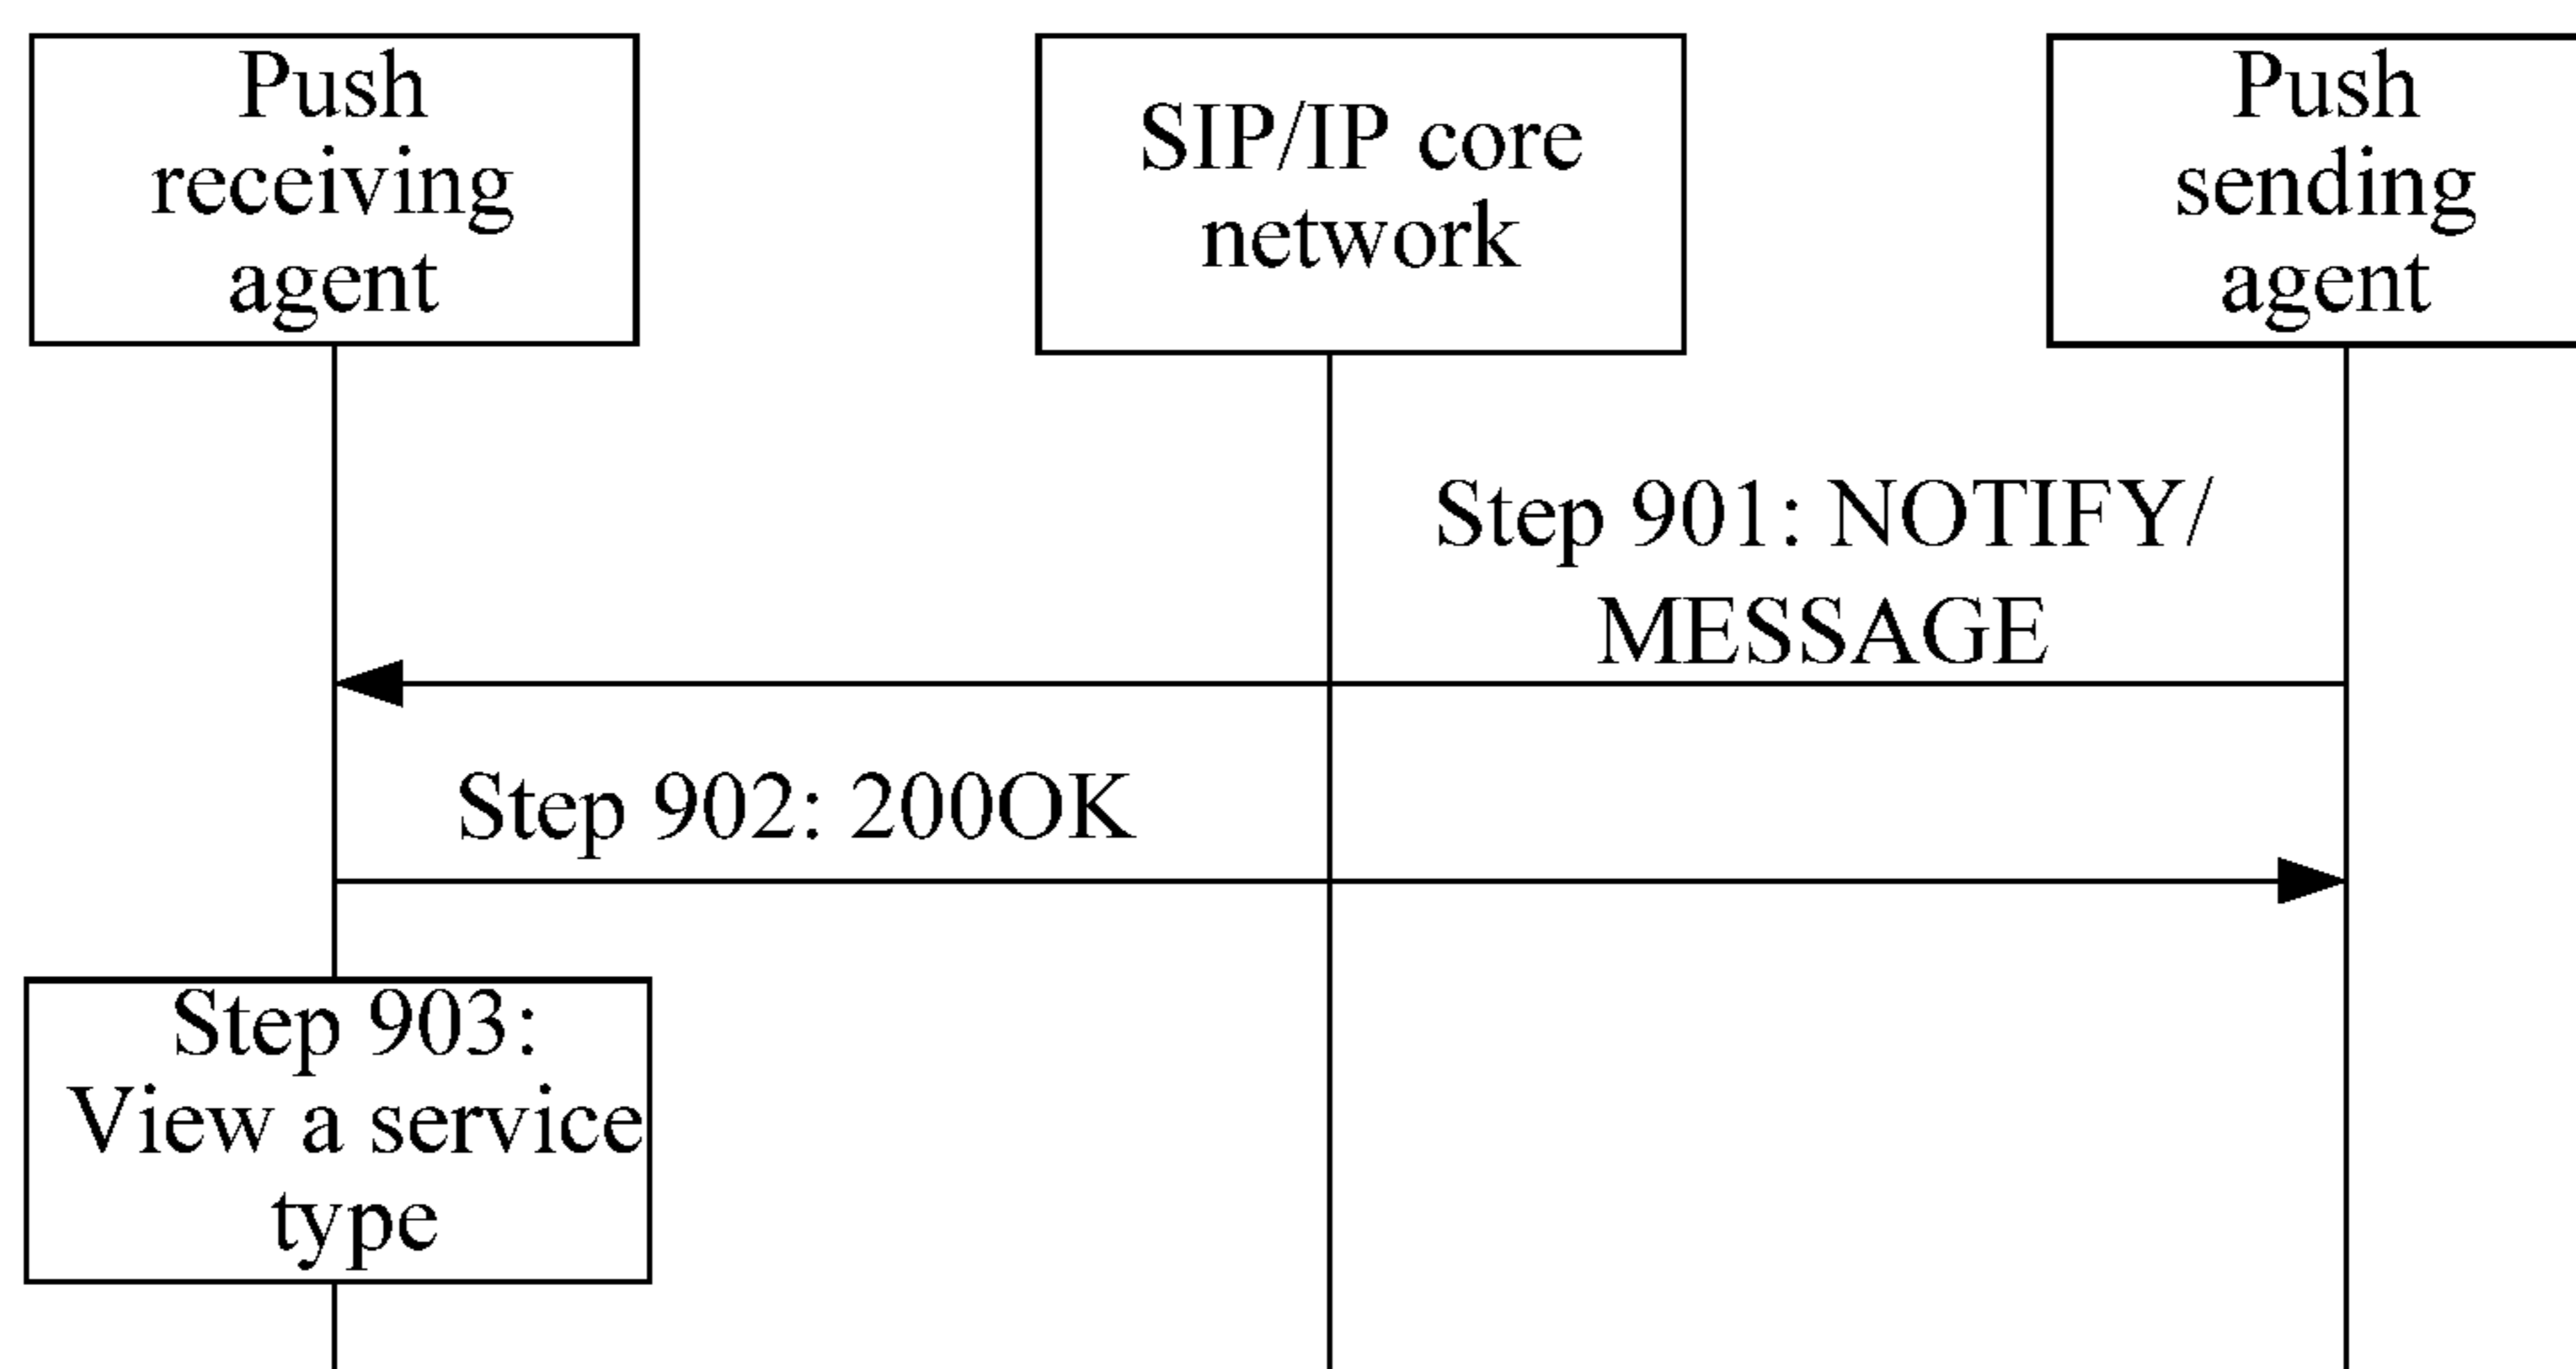 Push
receiving
agent
SIP/IP core
network
Push
sending
agent
Step 901: NOTIFY/
MESSAGE
Step 902: 200OK
Step 903:
View a service
type